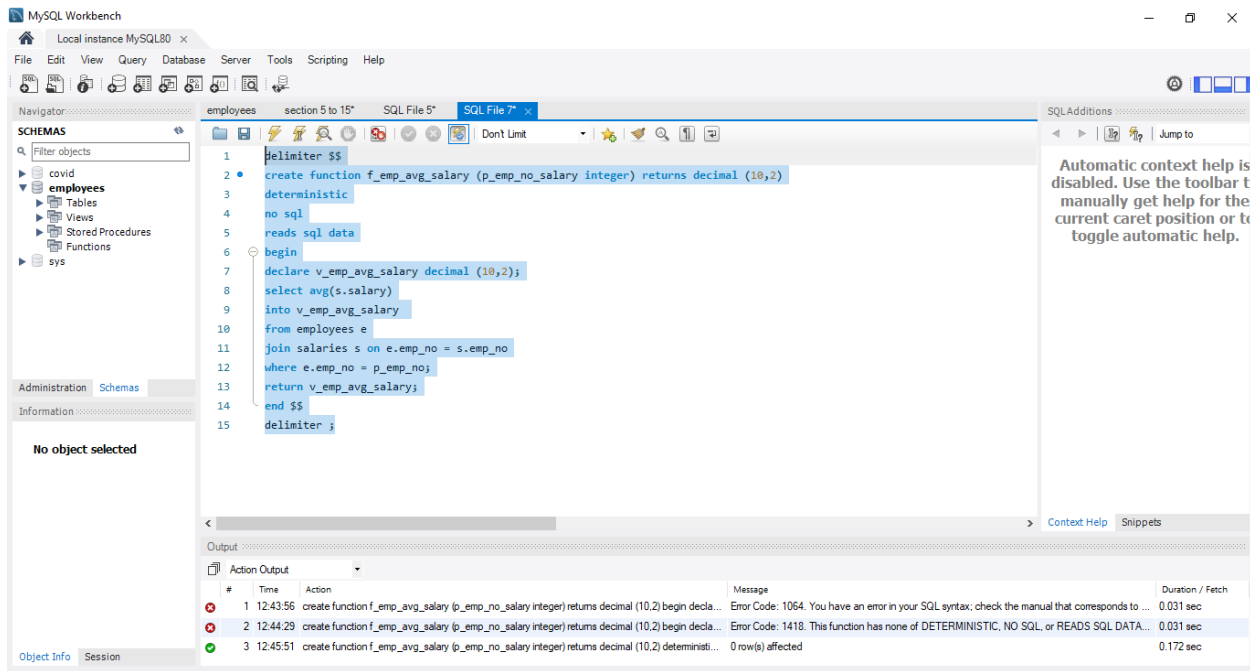 MySQL Workbench
Local instance MySQL80
File Edit View Query Database Server Tools Scripting Help
Navigator
SCHEMAS
Filter objects
covid
employees
Tables
Views
Stored Procedures
Functions
sys
Administration Schemas
Information
No object selected
Object Info Session
employees section 5 to 15* SQL File 5* SQL File 7*
Don't Limit
1 delimiter $$
2 create function f_emp_avg_salary (p_emp_no_salary integer) returns decimal (10,2)
3 deterministic
4 no sql
5 reads sql data
6 begin
7 declare v_emp_avg_salary decimal (10,2);
8 select avg(s.salary)
9 into v_emp_avg_salary
10 from employees e
11 join salaries s on e.emp_no = s.emp_no
12 where e.emp_no = p_emp_no;
13 return v_emp_avg_salary;
14 end $$
15 delimiter ;
SQLAdditions
Jump to
Automatic context help is
disabled. Use the toolbar t
manually get help for the
current caret position or to
toggle automatic help.
Context Help Snippets
Output
Action Output
# Time Action Message Duration / Fetch
1 12:43:56 create function f_emp_avg_salary (p_emp_no_salary integer) returns decimal (10,2) begin decla... Error Code: 1064. You have an error in your SQL syntax; check the manual that corresponds to ... 0.031 sec
2 12:44:29 create function f_emp_avg_salary (p_emp_no_salary integer) returns decimal (10,2) begin decla... Error Code: 1418. This function has none of DETERMINISTIC, NO SQL, or READS SQL DATA... 0.031 sec
3 12:45:51 create function f_emp_avg_salary (p_emp_no_salary integer) returns decimal (10,2) deterministi... 0 row(s) affected 0.172 sec